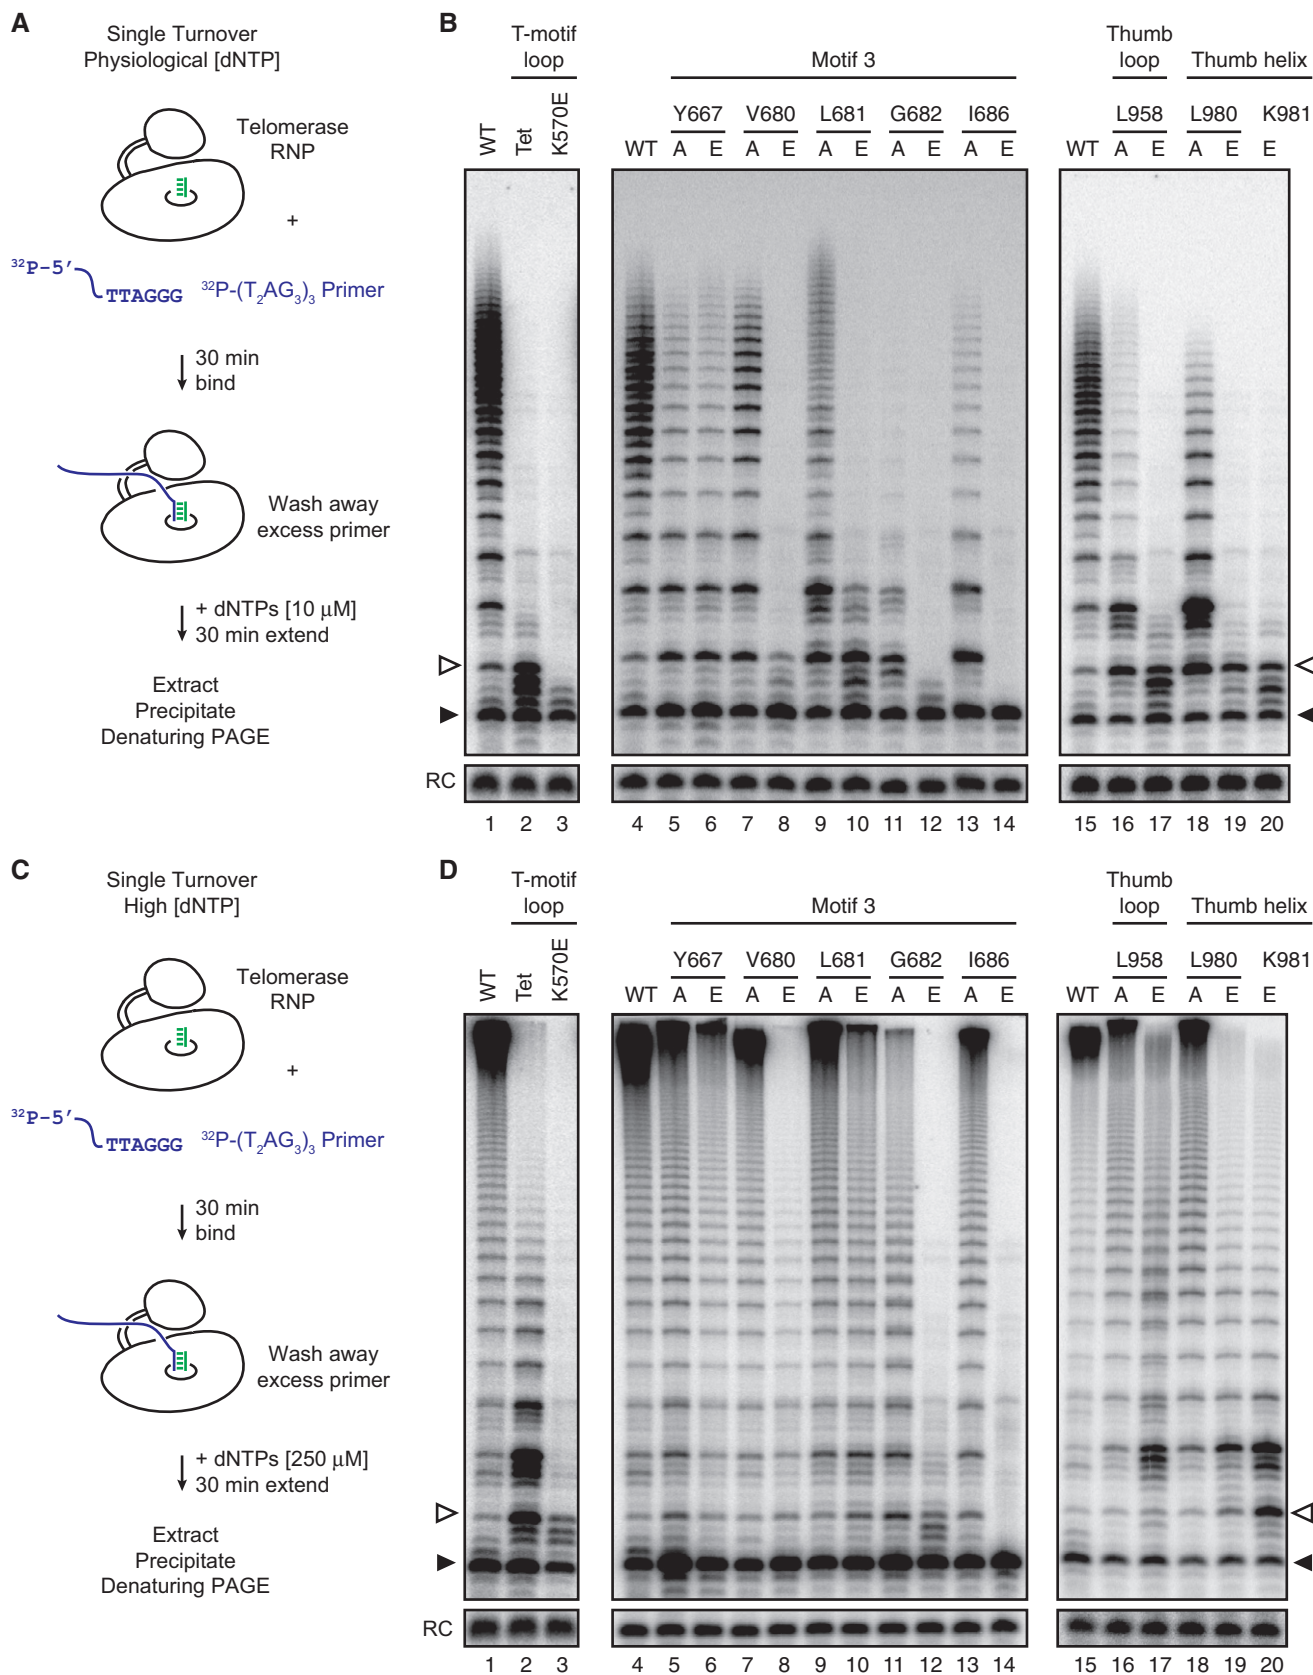 A
Single Turnover
Physiological [dNTP]
Telomerase
RNP
+
32P-5′
TTAGGG
32P-(T2AG3)3 Primer
30 min
bind
Wash away
excess primer
+ dNTPs [10 μM]
30 min extend
Extract
Precipitate
Denaturing PAGE
B
T-motif
loop
Motif 3
Thumb
loop
Thumb helix
WT Tet K570E
Y667 V680 L681 G682 I686
WT A E A E A E A E A E
L958 L980 K981
WT A E A E E
RC
1 2 3 4 5 6 7 8 9 10 11 12 13 14 15 16 17 18 19 20
C
Single Turnover
High [dNTP]
Telomerase
RNP
+
32P-5′
TTAGGG
32P-(T2AG3)3 Primer
30 min
bind
Wash away
excess primer
+ dNTPs [250 μM]
30 min extend
Extract
Precipitate
Denaturing PAGE
D
T-motif
loop
Motif 3
Thumb
loop
Thumb helix
WT Tet K570E
Y667 V680 L681 G682 I686
WT A E A E A E A E A E
L958 L980 K981
WT A E A E E
RC
1 2 3 4 5 6 7 8 9 10 11 12 13 14 15 16 17 18 19 20